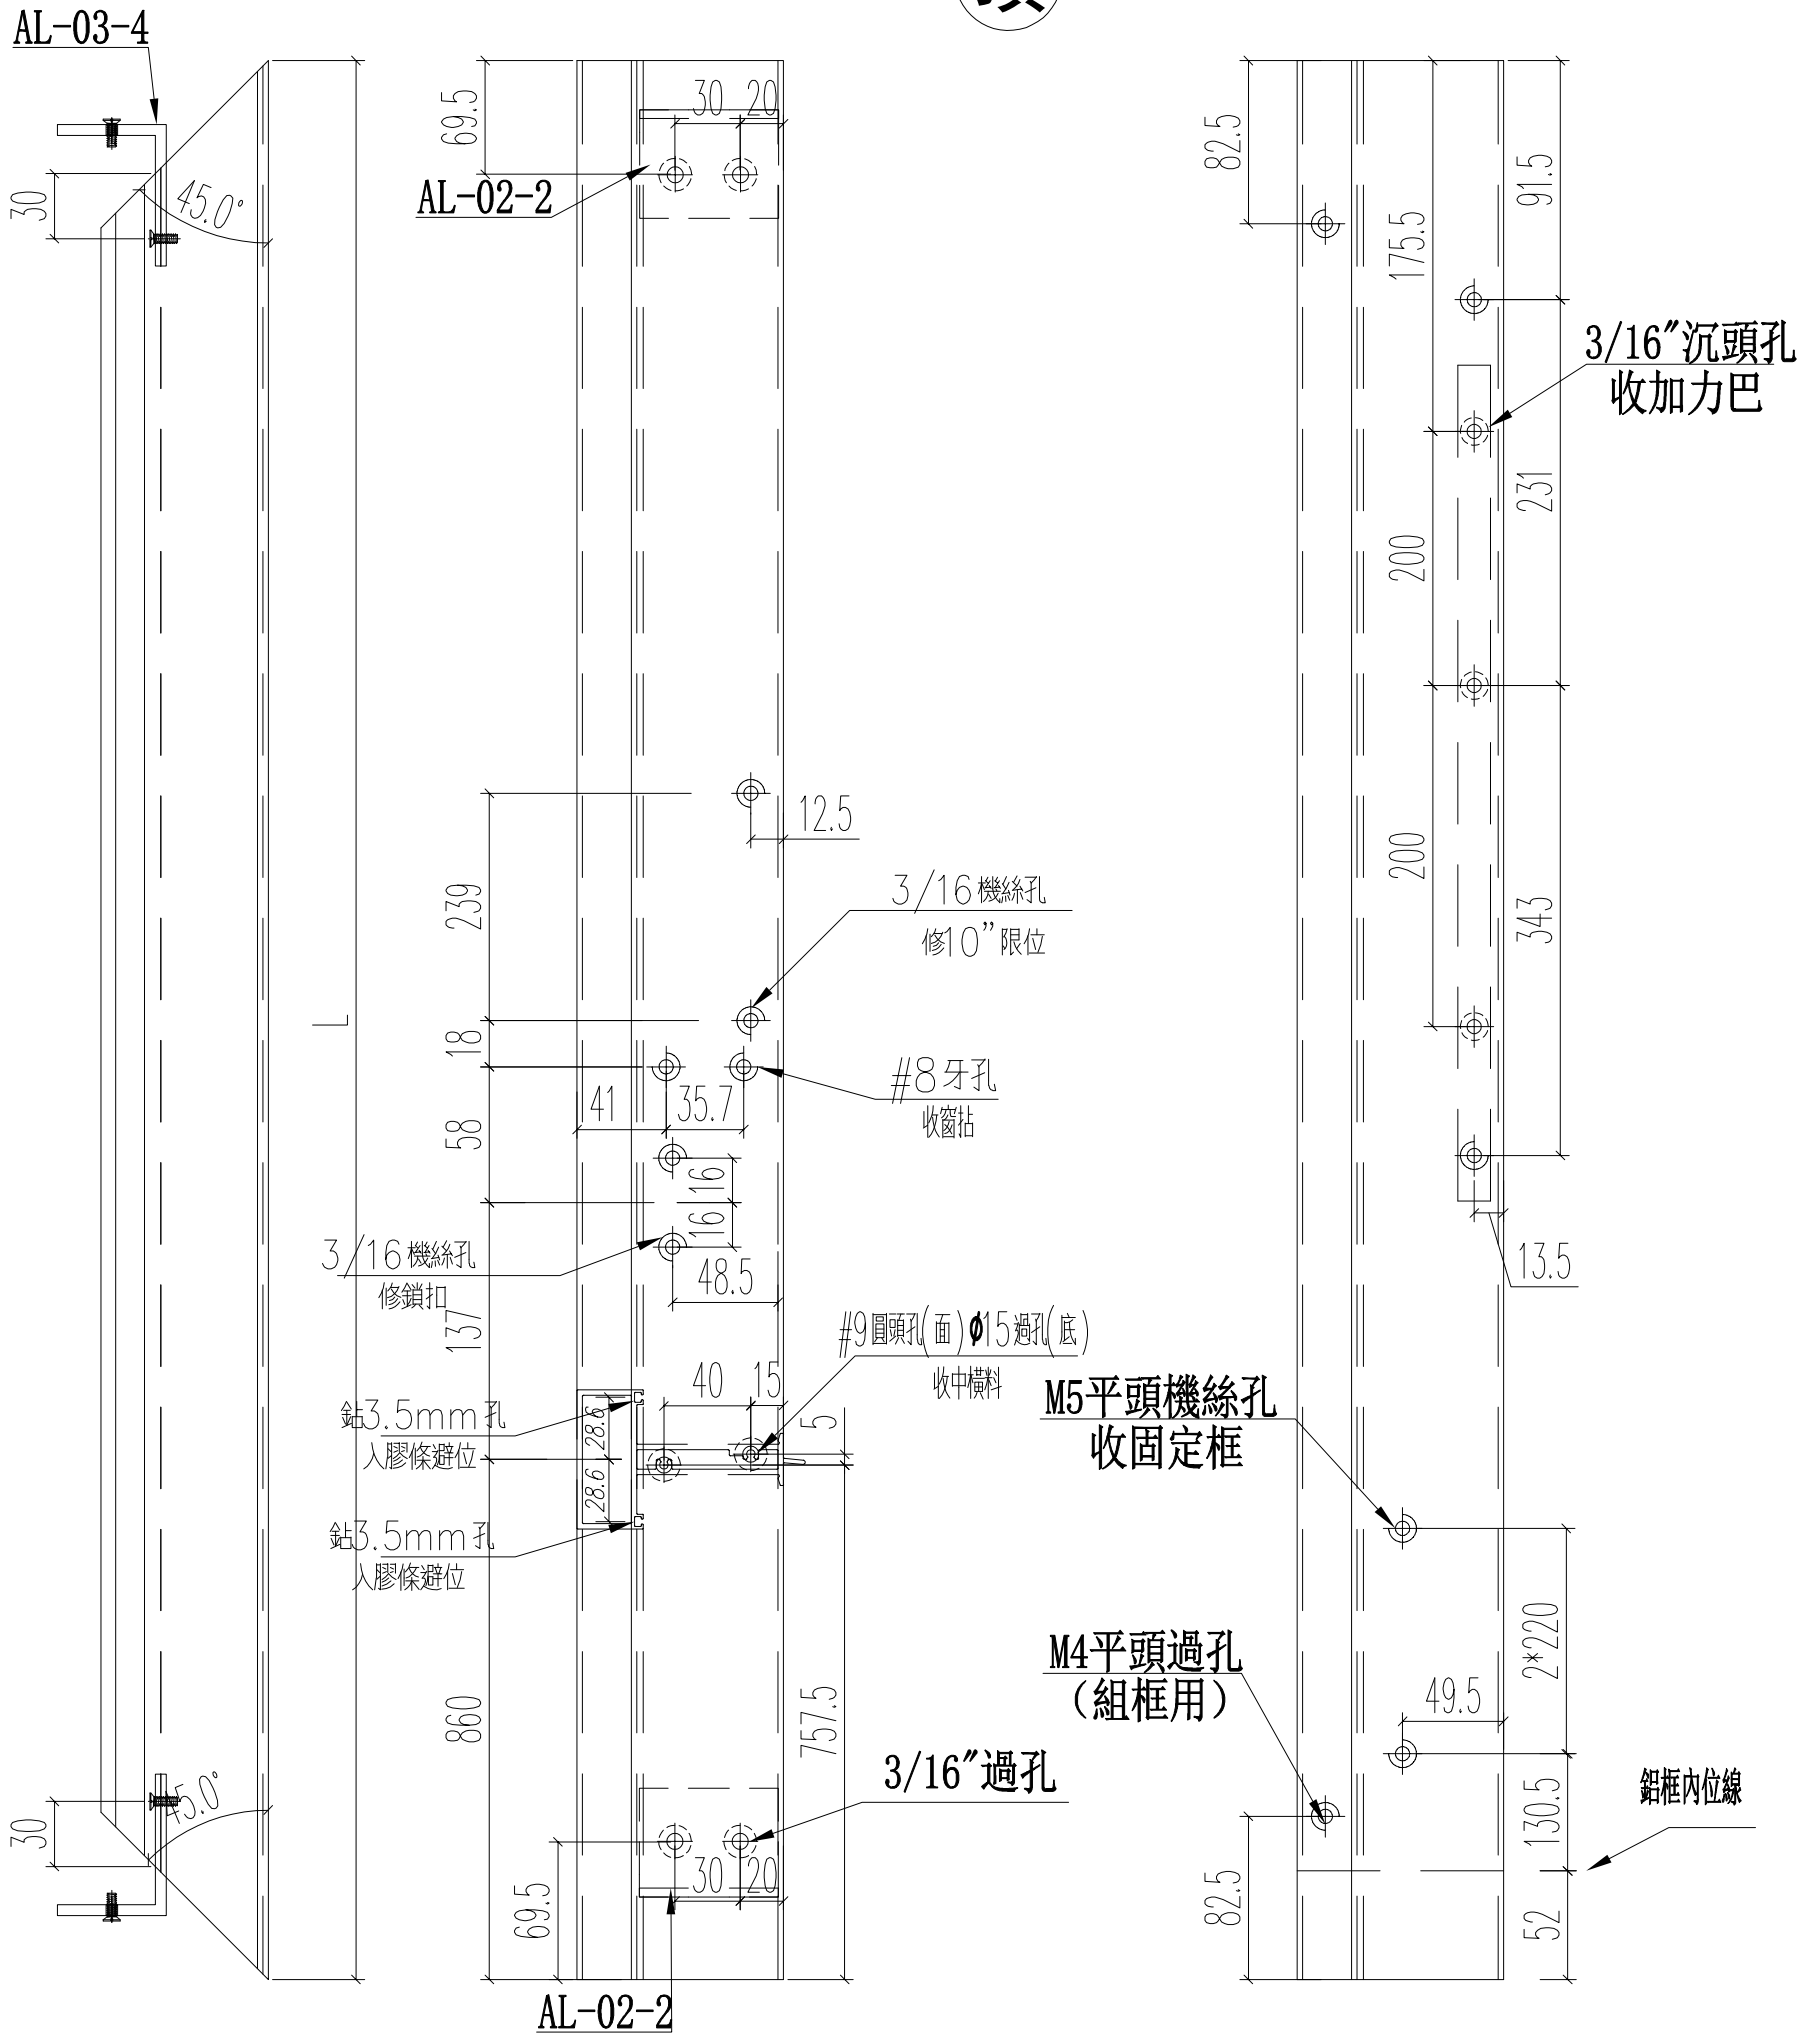 AL-03-4
30
45.0°
L
45.0°
30
69.5
30
20
AL-02-2
12.5
239
3/16機絲孔
修10”限位
18
#8牙孔
收窗拈
41
35.7
58
16
16
3/16機絲孔
修鎖扣
48.5
137
#9圓頭孔(面)φ15過孔(底)
收中橫料
40
15
5
鉆3.5mm孔
入膠條避位
28.6
28.6
鉆3.5mm孔
入膠條避位
860
757.5
3/16"過孔
30
20
69.5
AL-02-2
82.5
91.5
175.5
3/16"沉頭孔
收加力巴
231
200
200
343
13.5
M5平頭機絲孔
收固定框
2*220
M4平頭過孔
(組框用)
49.5
130.5
鋁框內位線
82.5
52